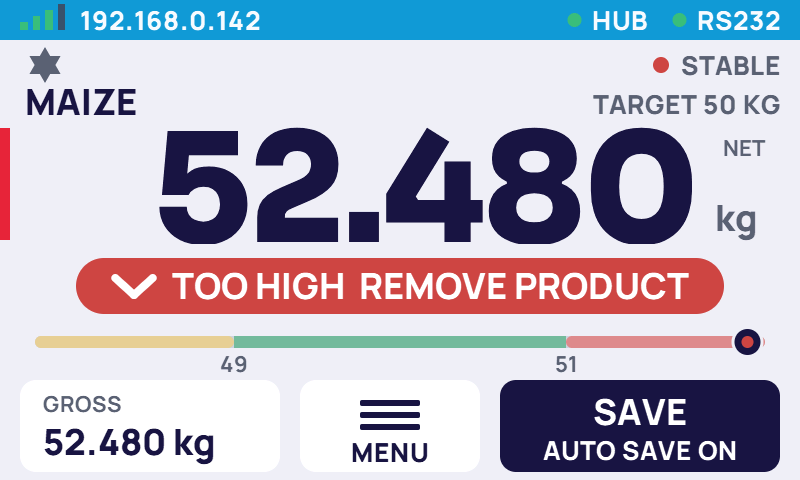 192.168.0.142
HUB
RS232
MAIZE
STABLE
TARGET 50 KG
52.480
NET
kg
TOO HIGH REMOVE PRODUCT
49
51
GROSS
52.480 kg
MENU
SAVE
AUTO SAVE ON